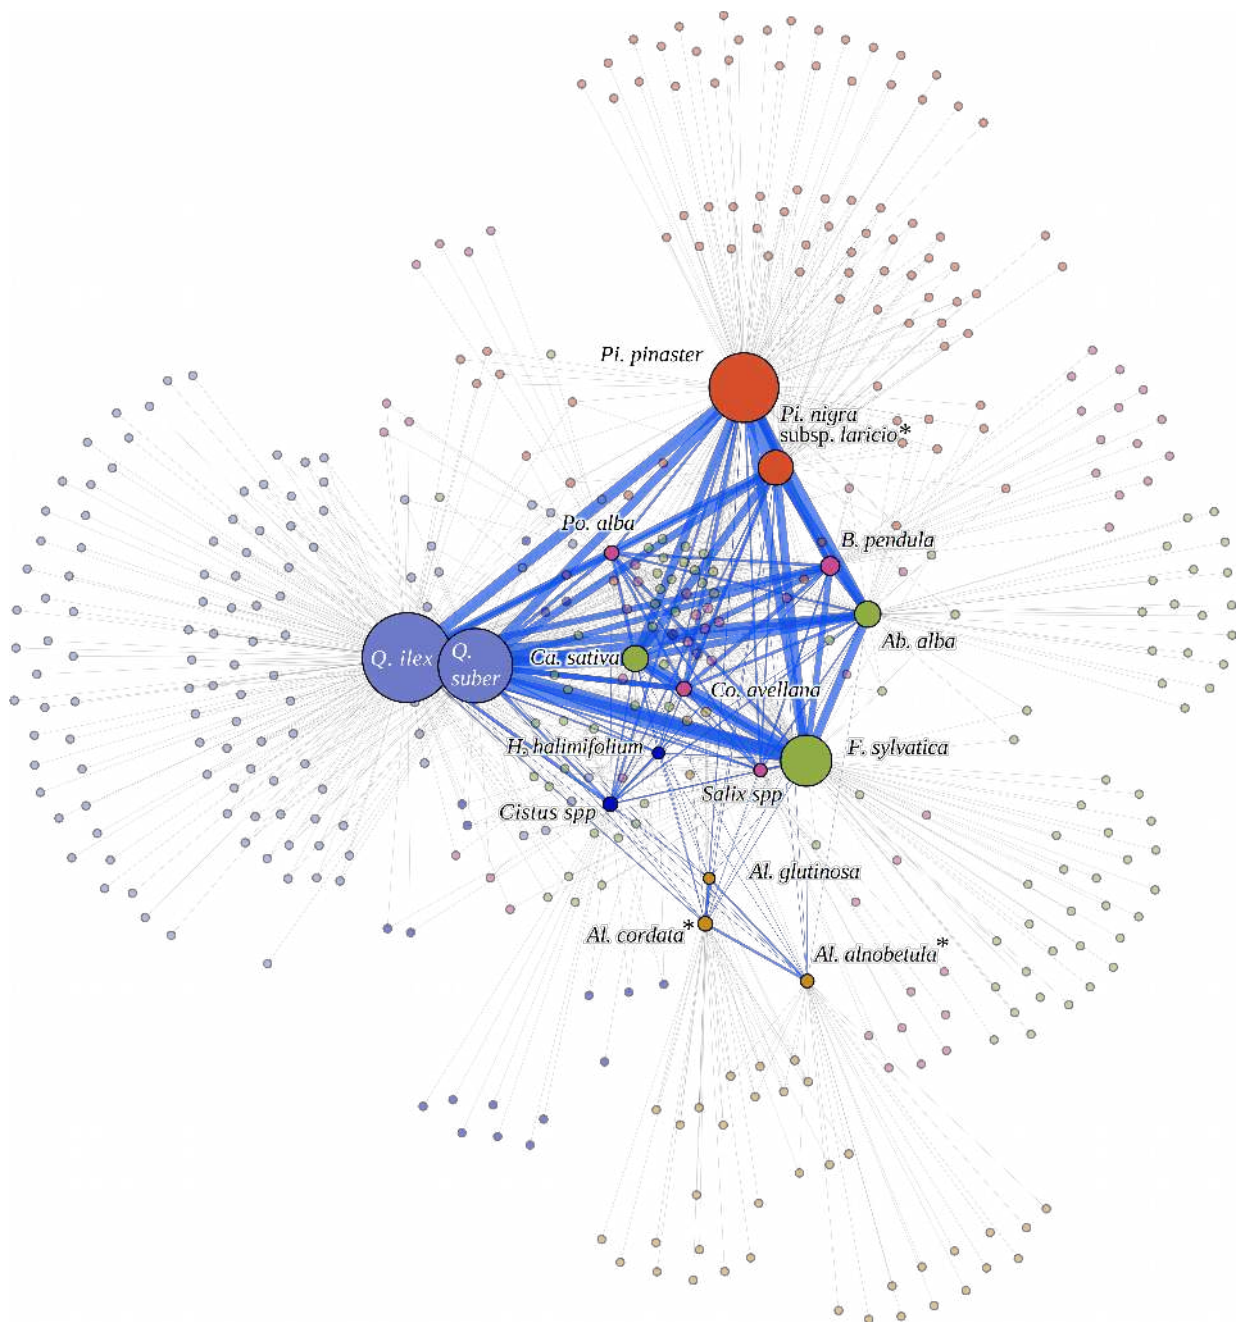 Pi. pinaster
Pi. nigra
subsp. laricio*
Po. alba
B. pendula
Q. ilex
Q.
suber
Ca. sativa
Ab. alba
Co. avellana
H. halimifolium
F. sylvatica
Salix spp
Cistus spp
Al. glutinosa
Al. cordata*
Al. alnobetula*